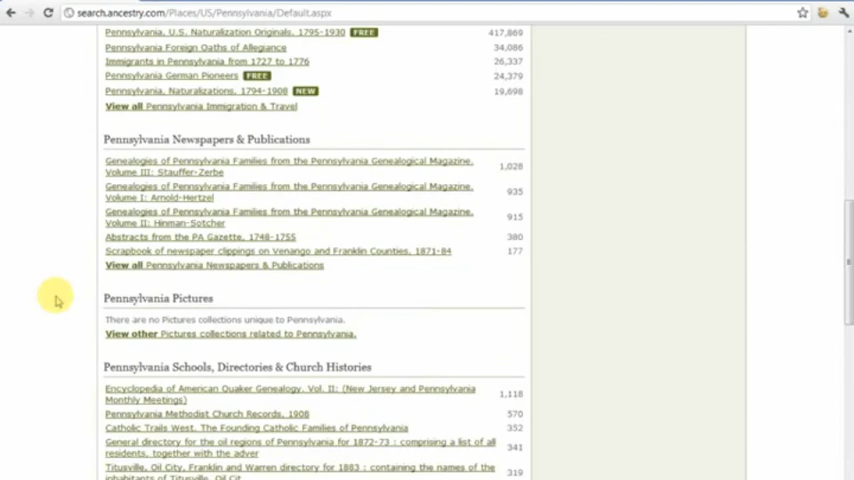 search.ancestry.com/Places/US/Pennsylvania/Default.aspx
Pennsylvania, U.S. Naturalization Originals, 1795-1930 FREE 417,869
Pennsylvania Foreign Oaths of Allegiance 34,086
Immigrants in Pennsylvania from 1727 to 1776 26,337
Pennsylvania German Pioneers FREE 24,379
Pennsylvania, Naturalizations, 1794-1908 NEW 19,698
View all Pennsylvania Immigration & Travel
Pennsylvania Newspapers & Publications
Genealogies of Pennsylvania Families from the Pennsylvania Genealogical Magazine, 1,028
Volume III: Stauffer-Zerbe
Genealogies of Pennsylvania Families from the Pennsylvania Genealogical Magazine, 935
Volume I: Arnold-Hertzel
Genealogies of Pennsylvania Families from the Pennsylvania Genealogical Magazine, 915
Volume II: Hinman-Sotcher
Abstracts from the PA Gazette, 1748-1755 380
Scrapbook of newspaper clippings on Venango and Franklin Counties, 1871-84 177
View all Pennsylvania Newspapers & Publications
Pennsylvania Pictures
There are no Pictures collections unique to Pennsylvania.
View other Pictures collections related to Pennsylvania.
Pennsylvania Schools, Directories & Church Histories
Encyclopedia of American Quaker Genealogy. Vol. II: (New Jersey and Pennsylvania 1,118
Monthly Meetings)
Pennsylvania Methodist Church Records, 1908 570
Catholic Trails West, The Founding Catholic Families of Pennsylvania 352
General directory for the oil regions of Pennsylvania for 1872-73 : comprising a list of all 341
residents, together with the adver
Titusville, Oil City, Franklin and Warren directory for 1883 : containing the names of the 319
inhabitants of Titusville, Oil Cit